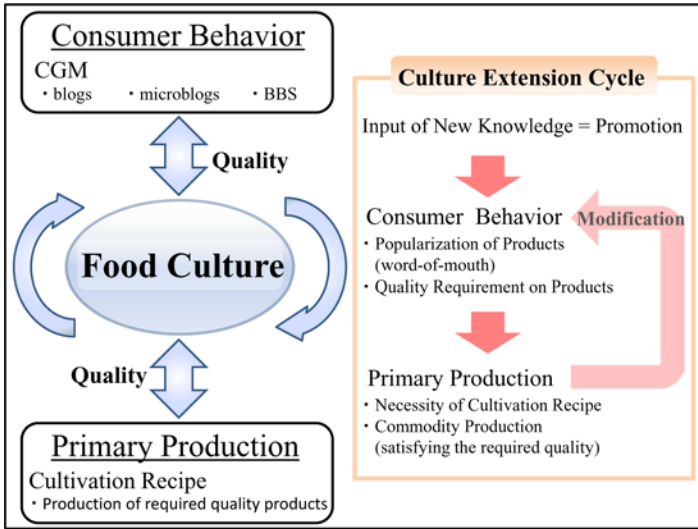 Consumer Behavior
CGM
・blogs ・microblogs ・BBS
Quality
Food Culture
Quality
Primary Production
Cultivation Recipe
・Production of required quality products
Culture Extension Cycle
Input of New Knowledge = Promotion
Consumer Behavior
Modification
・Popularization of Products
(word-of-mouth)
・Quality Requirement on Products
Primary Production
・Necessity of Cultivation Recipe
・Commodity Production
(satisfying the required quality)